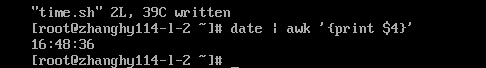 "time.sh" 2L, 39C written
[root@zhanghy114-l-2 ~]# date | awk '{print $4}'
16:48:36
[root@zhanghy114-l-2 ~]# _